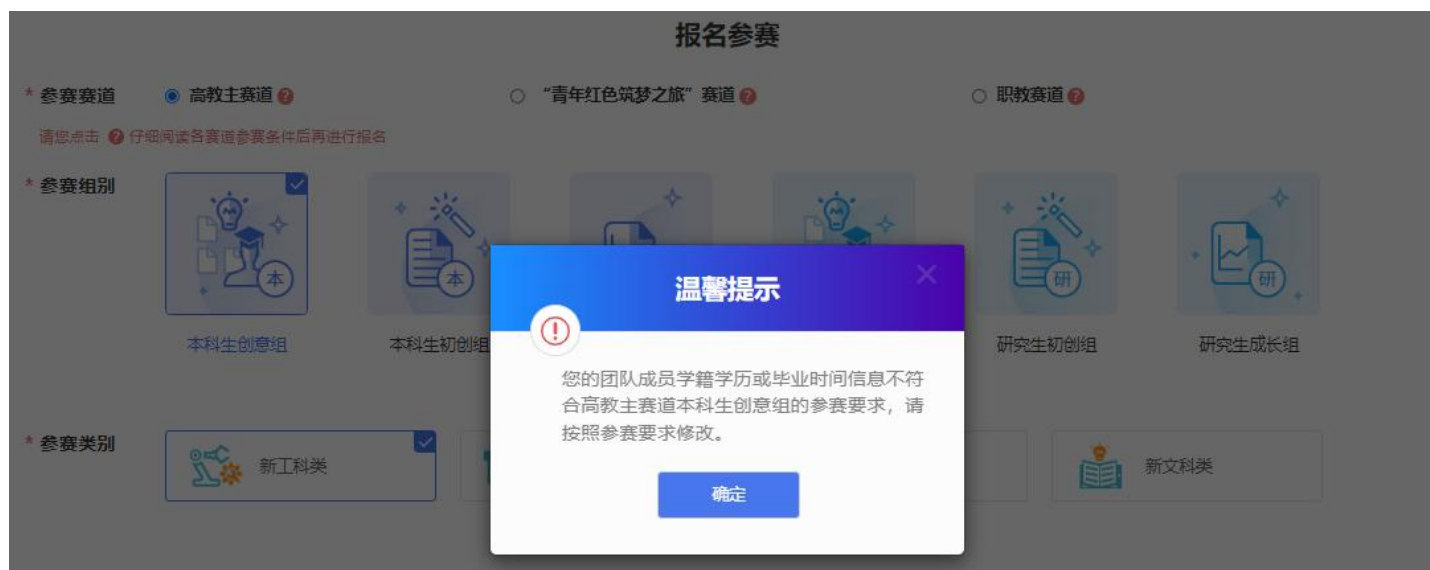 报名参赛
* 参赛赛道 高教主赛道 ? “青年红色筑梦之旅”赛道 ? 职教赛道 ?
请您点击 ? 仔细阅读各赛道参赛条件后再进行报名
* 参赛组别
本 本 研 研
温馨提示
本科生创意组 本科生初创组 研究生初创组 研究生成长组
您的团队成员学籍学历或毕业时间信息不符
合高教主赛道本科生创意组的参赛要求，请
按照参赛要求修改。
* 参赛类别
新工科类 新文科类
确定